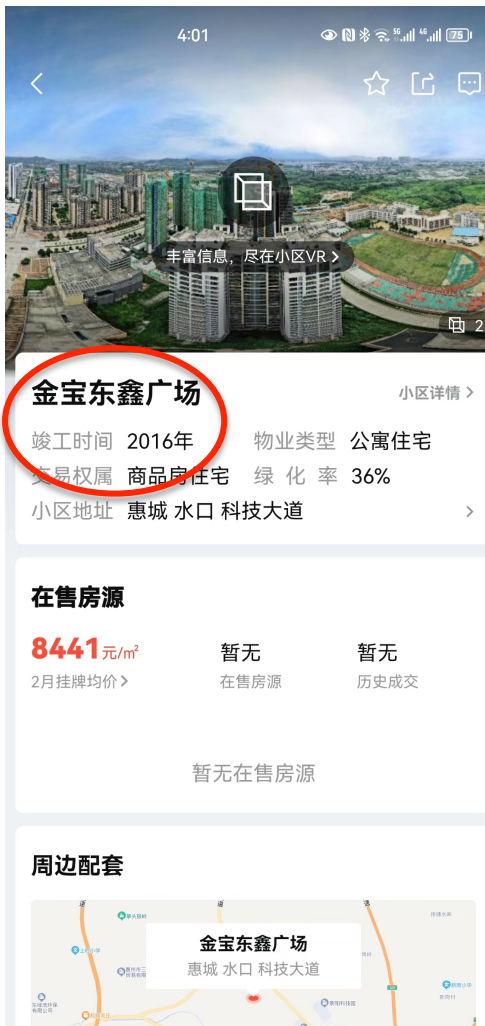 4:01
5G
4G
75
丰富信息，尽在小区VR >
2
金宝东鑫广场
小区详情 >
竣工时间 2016年 物业类型 公寓住宅
交易权属 商品房住宅 绿化率 36%
小区地址 惠城 水口 科技大道 >
在售房源
8441元/㎡ 暂无 暂无
2月挂牌均价 > 在售房源 历史成交
暂无在售房源
周边配套
金宝东鑫广场
惠城 水口 科技大道